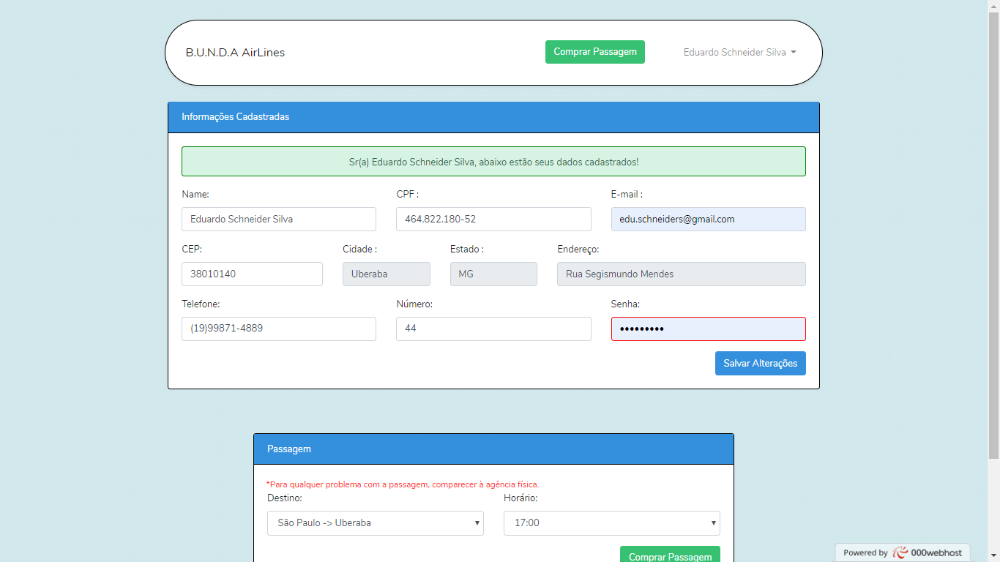 B.U.N.D.A AirLines
Comprar Passagem
Eduardo Schneider Silva
Informações Cadastradas
Sr(a) Eduardo Schneider Silva, abaixo estão seus dados cadastrados!
Name: CPF : E-mail :
Eduardo Schneider Silva 464.822.180-52 edu.schneiders@gmail.com
CEP: Cidade : Estado : Endereço:
38010140 Uberaba MG Rua Segismundo Mendes
Telefone: Número: Senha:
(19)99871-4889 44 •••••••••
Salvar Alterações
Passagem
*Para qualquer problema com a passagem, comparecer à agência física.
Destino: Horário:
São Paulo -> Uberaba 17:00
Comprar Passagem
Powered by 000webhost